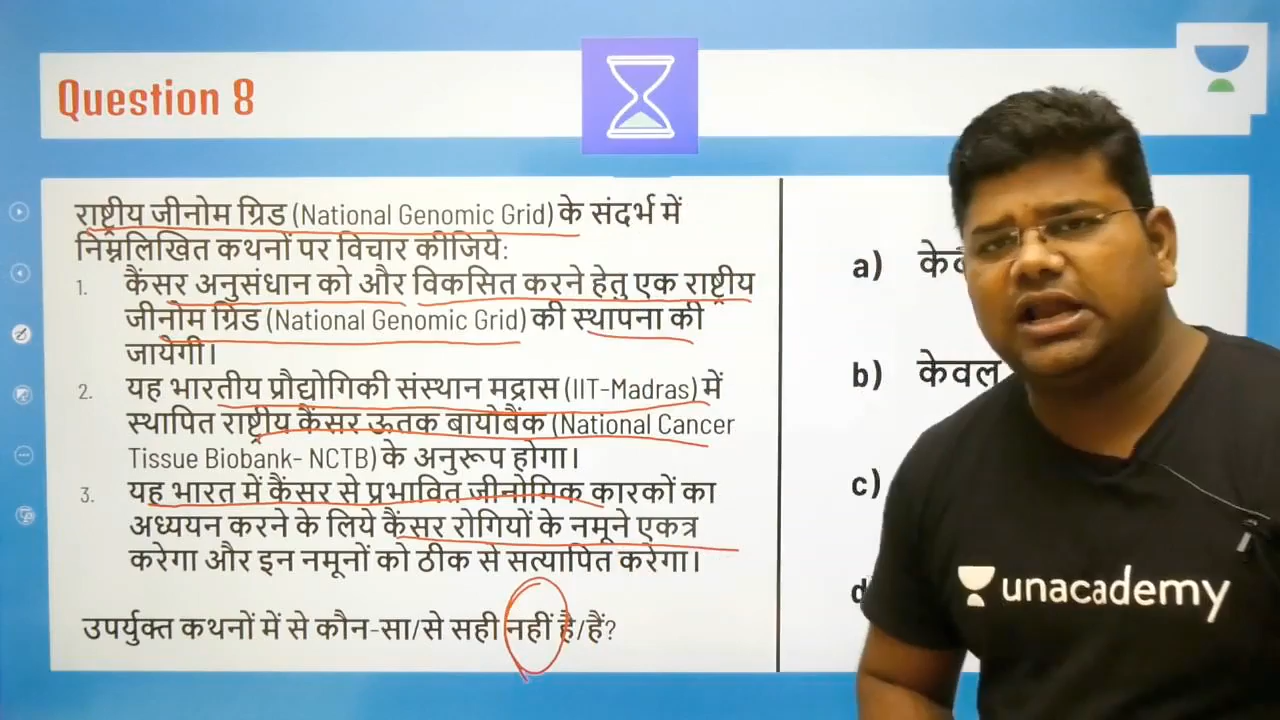 Question 8
राष्ट्रीय जीनोम ग्रिड (National Genomic Grid) के संदर्भ में
निम्नलिखित कथनों पर विचार कीजिये:
1. कैंसर अनुसंधान को और विकसित करने हेतु एक राष्ट्रीय
जीनोम ग्रिड (National Genomic Grid) की स्थापना की
जायेगी।
2. यह भारतीय प्रौद्योगिकी संस्थान मद्रास (IIT-Madras) में
स्थापित राष्ट्रीय कैंसर ऊतक बायोबैंक (National Cancer
Tissue Biobank- NCTB) के अनुरूप होगा।
3. यह भारत में कैंसर से प्रभावित जीनोमिक कारकों का
अध्ययन करने के लिये कैंसर रोगियों के नमूने एकत्र
करेगा और इन नमूनों को ठीक से सत्यापित करेगा।
उपर्युक्त कथनों में से कौन-सा/से सही नहीं है/हैं?
a)
b) केवल
c)
unacademy